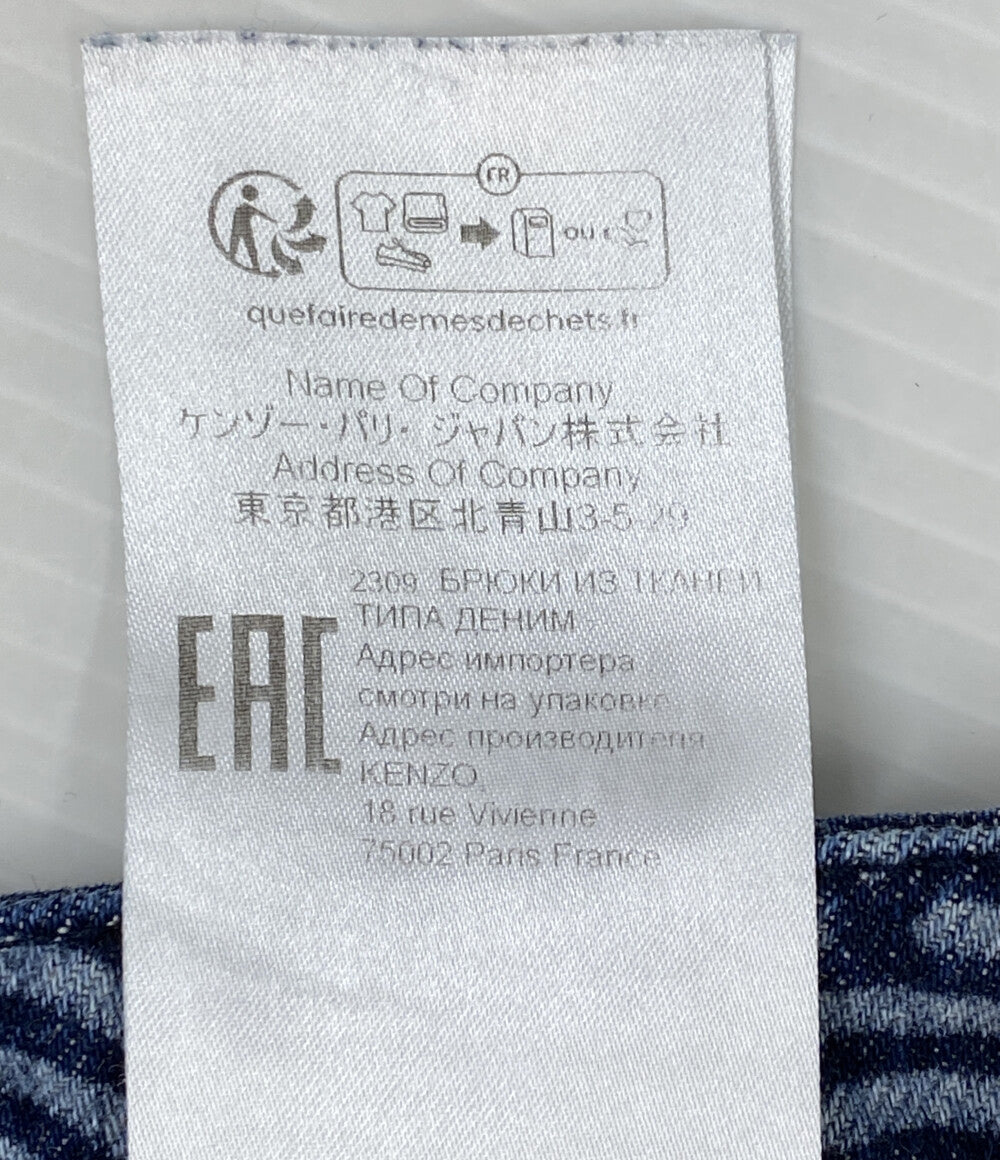 FR
ou
quefairedemesdechets.fr
Name Of Company
ケンゾー・パリ・ジャパン株式会社
Address Of Company
東京都港区北青山3-5-29
EAC
2309 БРЮКИ ИЗ ТКАНЕЙ
ТИПА ДЕНИМ
Адрес импортера
смотри на упаковке
Адрес производителя
KENZO,
18 rue Vivienne
75002 Paris France